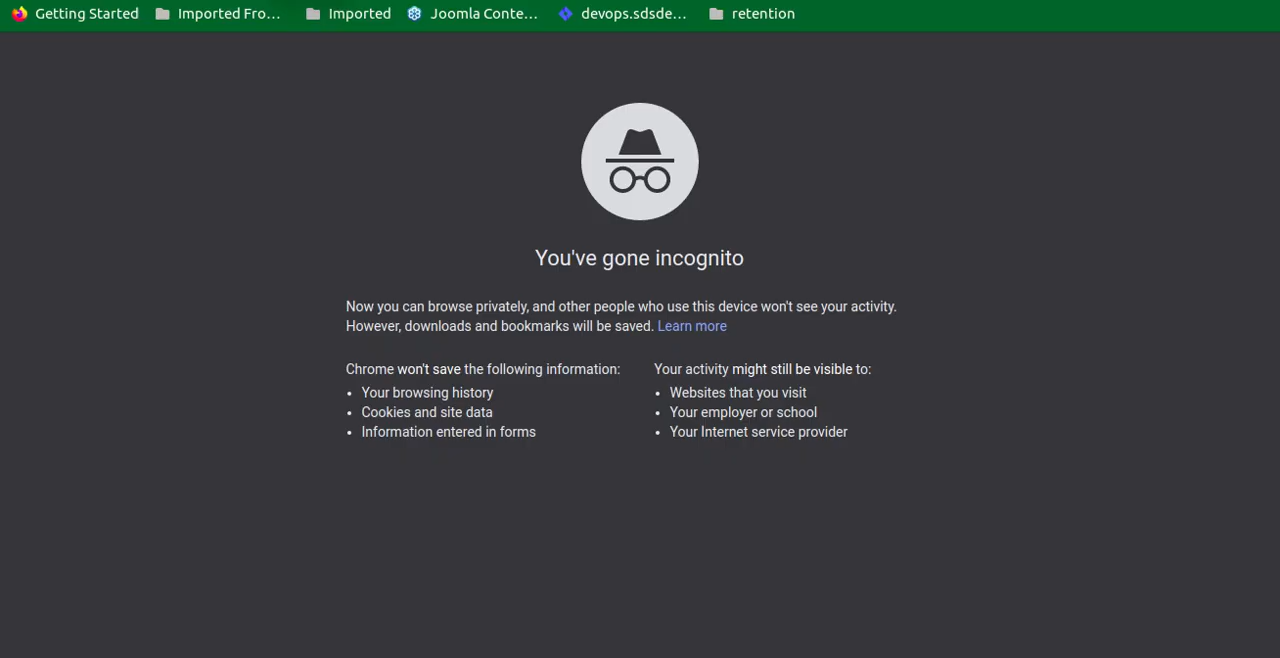 Getting Started Imported Fro... Imported Joomla Conte... devops.sdsde... retention
You've gone incognito
Now you can browse privately, and other people who use this device won't see your activity.
However, downloads and bookmarks will be saved. Learn more
Chrome won't save the following information:
• Your browsing history
• Cookies and site data
• Information entered in forms
Your activity might still be visible to:
• Websites that you visit
• Your employer or school
• Your Internet service provider